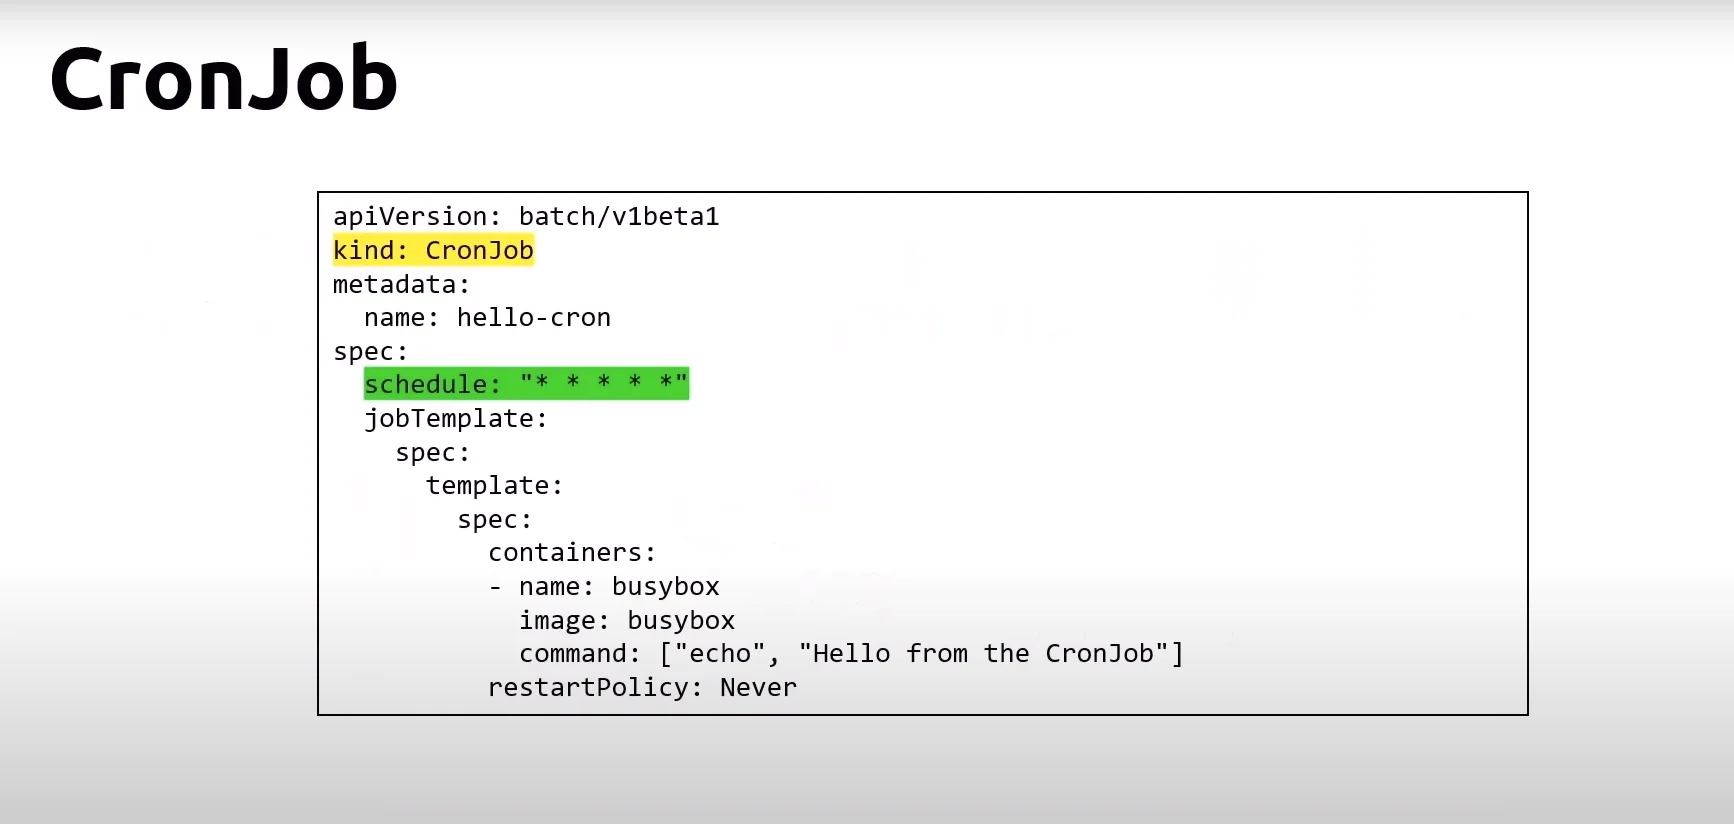 CronJob
apiVersion: batch/v1beta1
kind: CronJob
metadata:
  name: hello-cron
spec:
  schedule: "* * * * *"
  jobTemplate:
    spec:
      template:
        spec:
          containers:
          - name: busybox
            image: busybox
            command: ["echo", "Hello from the CronJob"]
          restartPolicy: Never